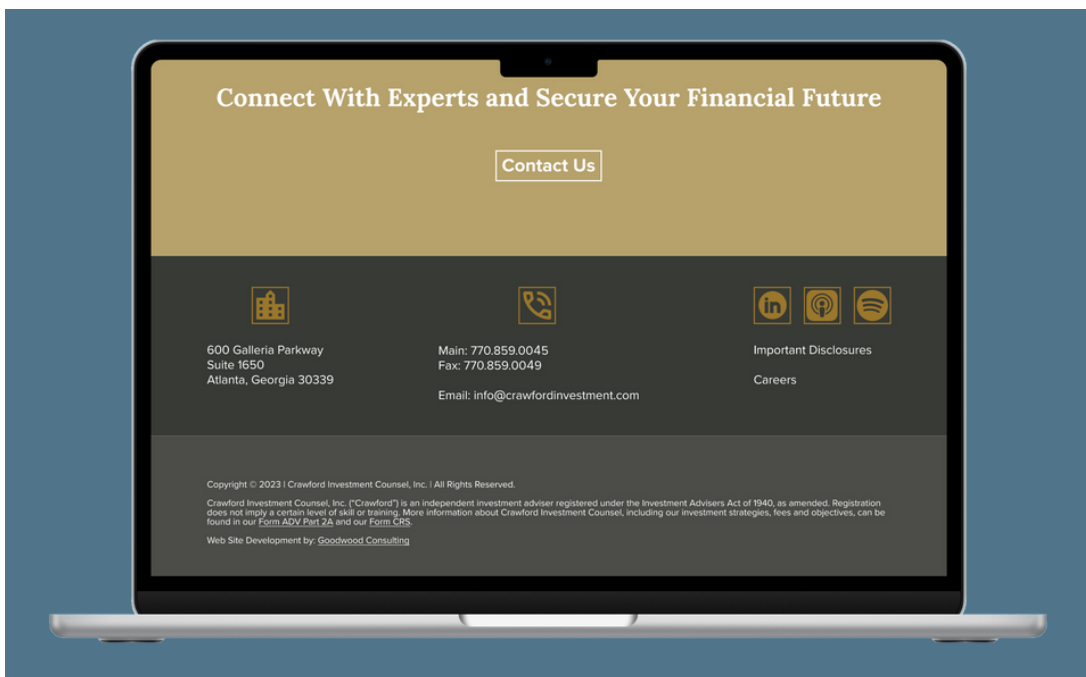 Connect With Experts and Secure Your Financial Future
Contact Us
600 Galleria Parkway
Suite 1650
Atlanta, Georgia 30339
Main: 770.859.0045
Fax: 770.859.0049
Email: info@crawfordinvestment.com
in
Important Disclosures
Careers
Copyright © 2023 | Crawford Investment Counsel, Inc. | All Rights Reserved.
Crawford Investment Counsel, Inc. ("Crawford") is an independent investment adviser registered under the Investment Advisers Act of 1940, as amended. Registration
does not imply a certain level of skill or training. More information about Crawford Investment Counsel, including our investment strategies, fees and objectives, can be
found in our Form ADV Part 2A and our Form CRS.
Web Site Development by: Goodwood Consulting